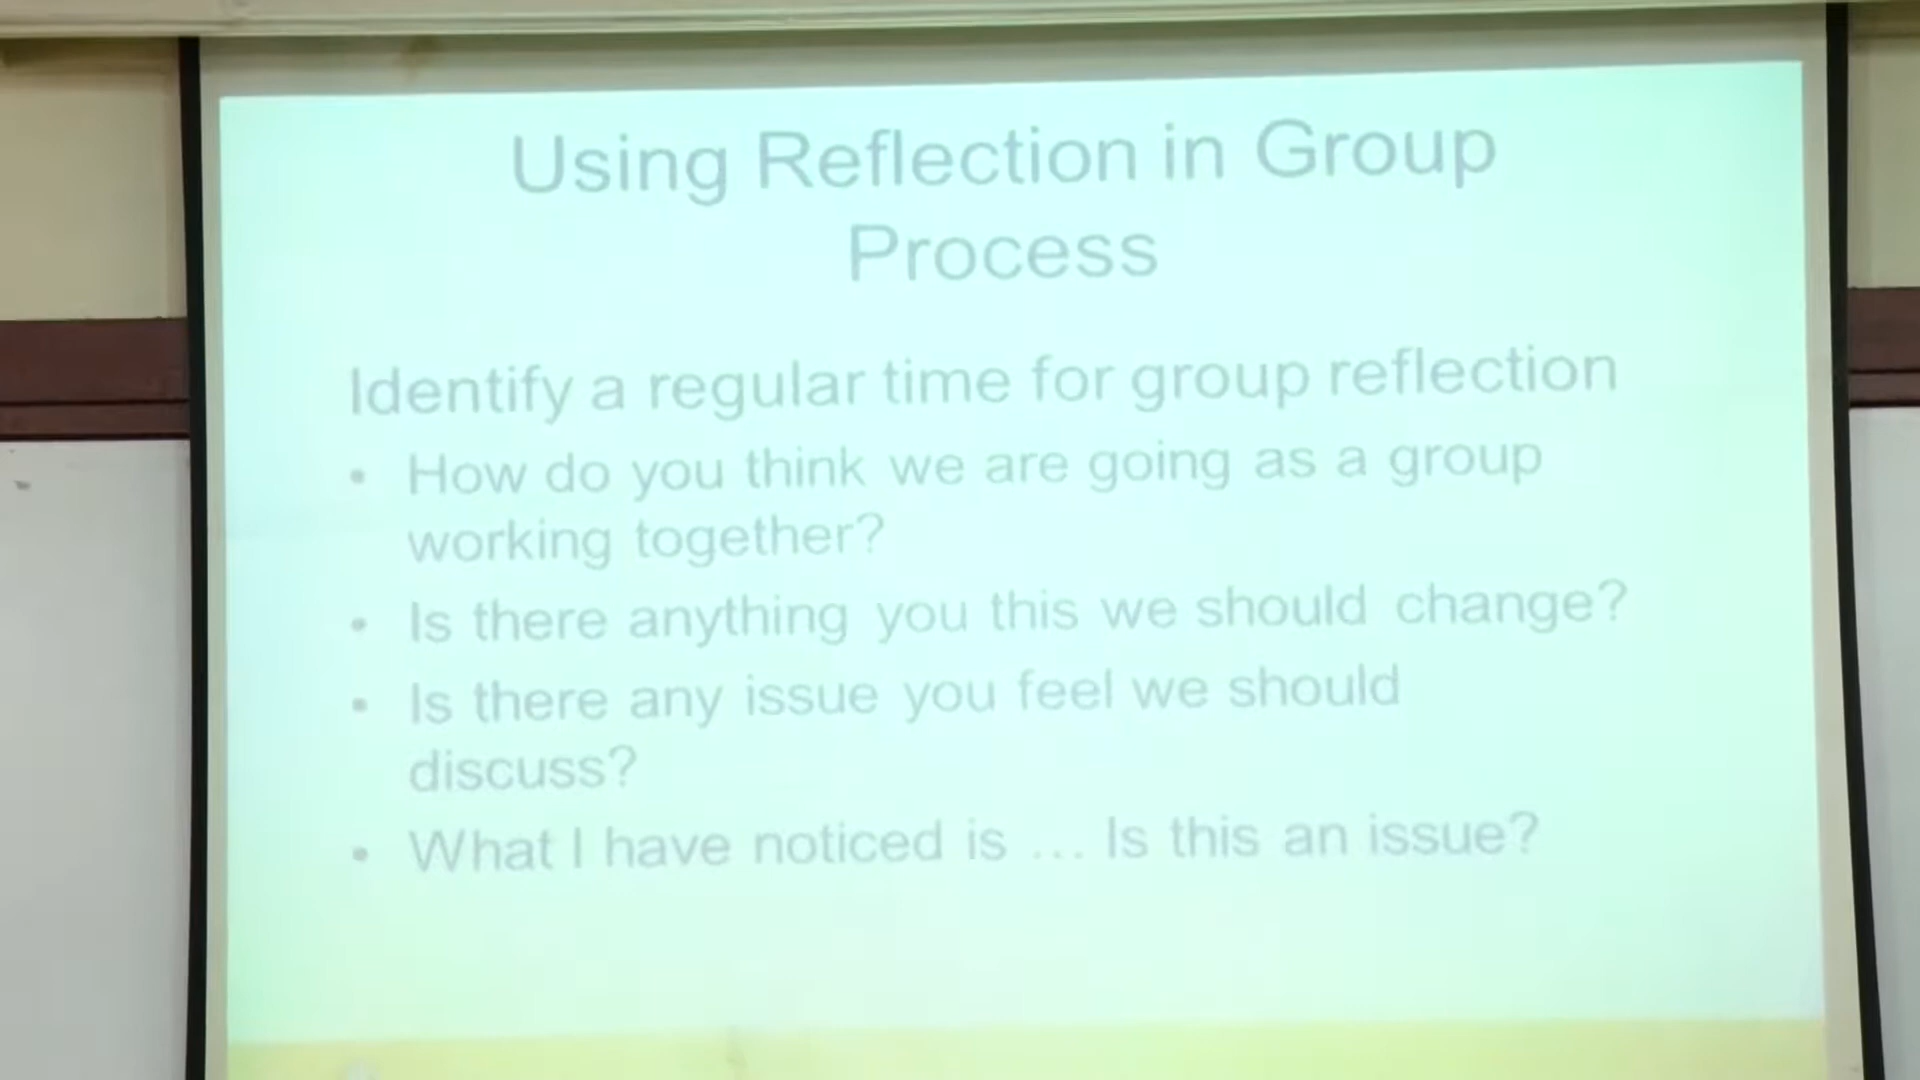 Using Reflection in Group
Process
Identify a regular time for group reflection
• How do you think we are going as a group
working together?
• Is there anything you this we should change?
• Is there any issue you feel we should
discuss?
• What I have noticed is ... Is this an issue?